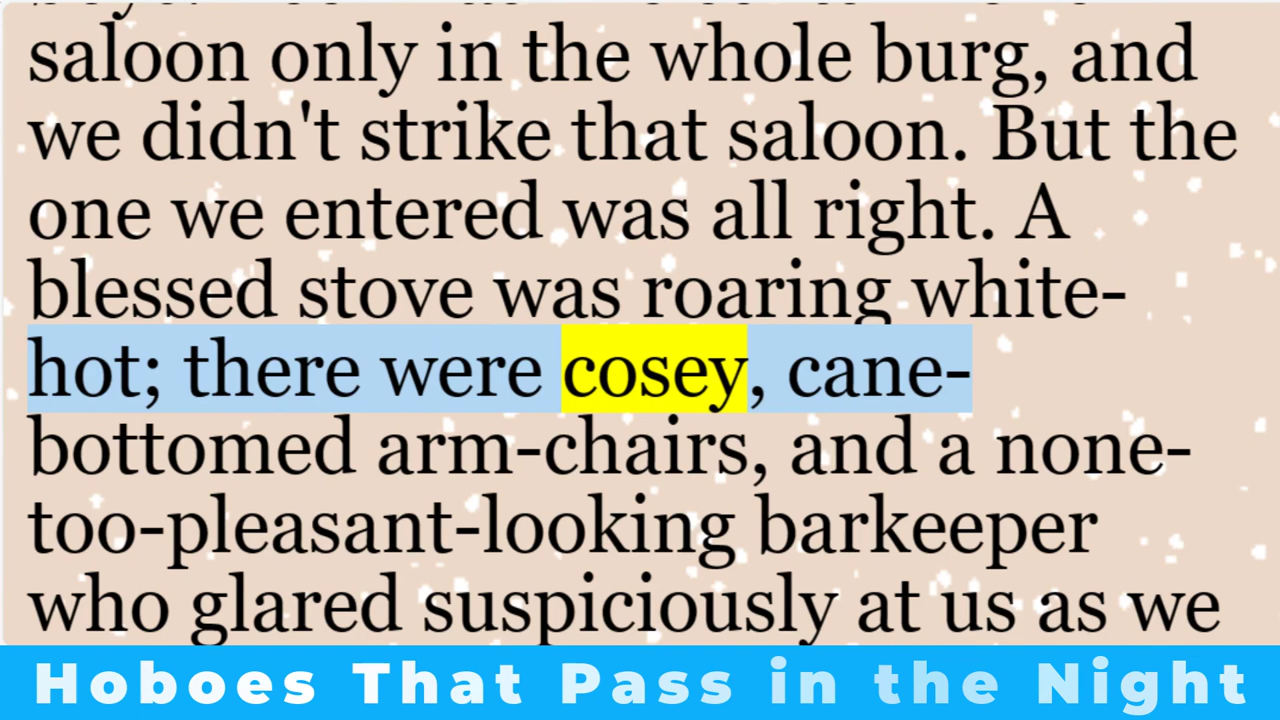 saloon only in the whole burg, and
we didn't strike that saloon. But the
one we entered was all right. A
blessed stove was roaring white-
hot; there were cosey, cane-
bottomed arm-chairs, and a none-
too-pleasant-looking barkeeper
who glared suspiciously at us as we
Hoboes That Pass in the Night